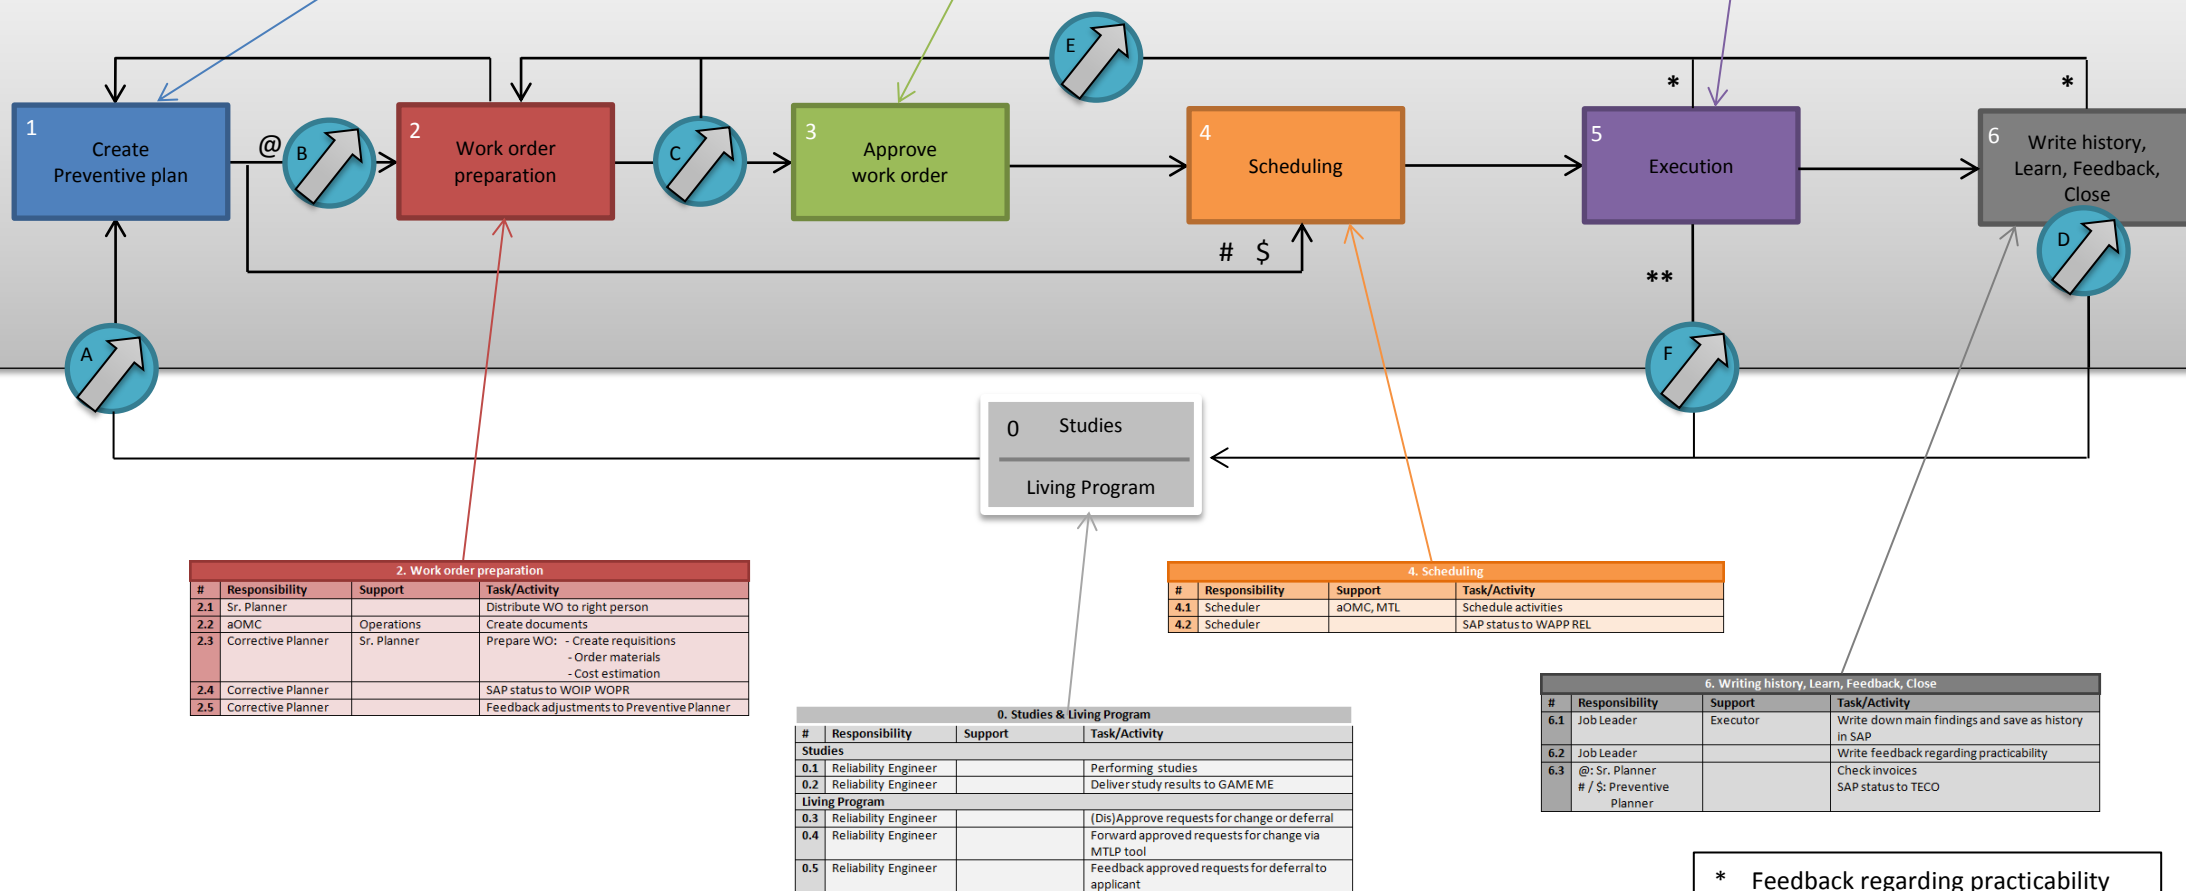 E
*
*
1
Create
Preventive plan
@
B
2
Work order
preparation
C
3
Approve
work order
4
Scheduling
5
Execution
6
Write history,
Learn, Feedback,
Close
D
# $
**
A
F
0 Studies
Living Program
2. Work order preparation
# Responsibility Support Task/Activity
2.1 Sr. Planner Distribute WO to right person
2.2 aOMC Operations Create documents
2.3 Corrective Planner Sr. Planner Prepare WO: - Create requisitions
- Order materials
- Cost estimation
2.4 Corrective Planner SAP status to WOIP WOPR
2.5 Corrective Planner Feedback adjustments to Preventive Planner
4. Scheduling
# Responsibility Support Task/Activity
4.1 Scheduler aOMC, MTL Schedule activities
4.2 Scheduler SAP status to WAPP REL
0. Studies & Living Program
# Responsibility Support Task/Activity
Studies
0.1 Reliability Engineer Performing studies
0.2 Reliability Engineer Deliver study results to GAME ME
Living Program
0.3 Reliability Engineer (Dis)Approve requests for change or deferral
0.4 Reliability Engineer Forward approved requests for change via
MTLP tool
0.5 Reliability Engineer Feedback approved requests for deferral to
applicant
6. Writing history, Learn, Feedback, Close
# Responsibility Support Task/Activity
6.1 Job Leader Executor Write down main findings and save as history
in SAP
6.2 Job Leader Write feedback regarding practicability
6.3 @: Sr. Planner Check invoices
# / $: Preventive SAP status to TECO
Planner
* Feedback regarding practicability